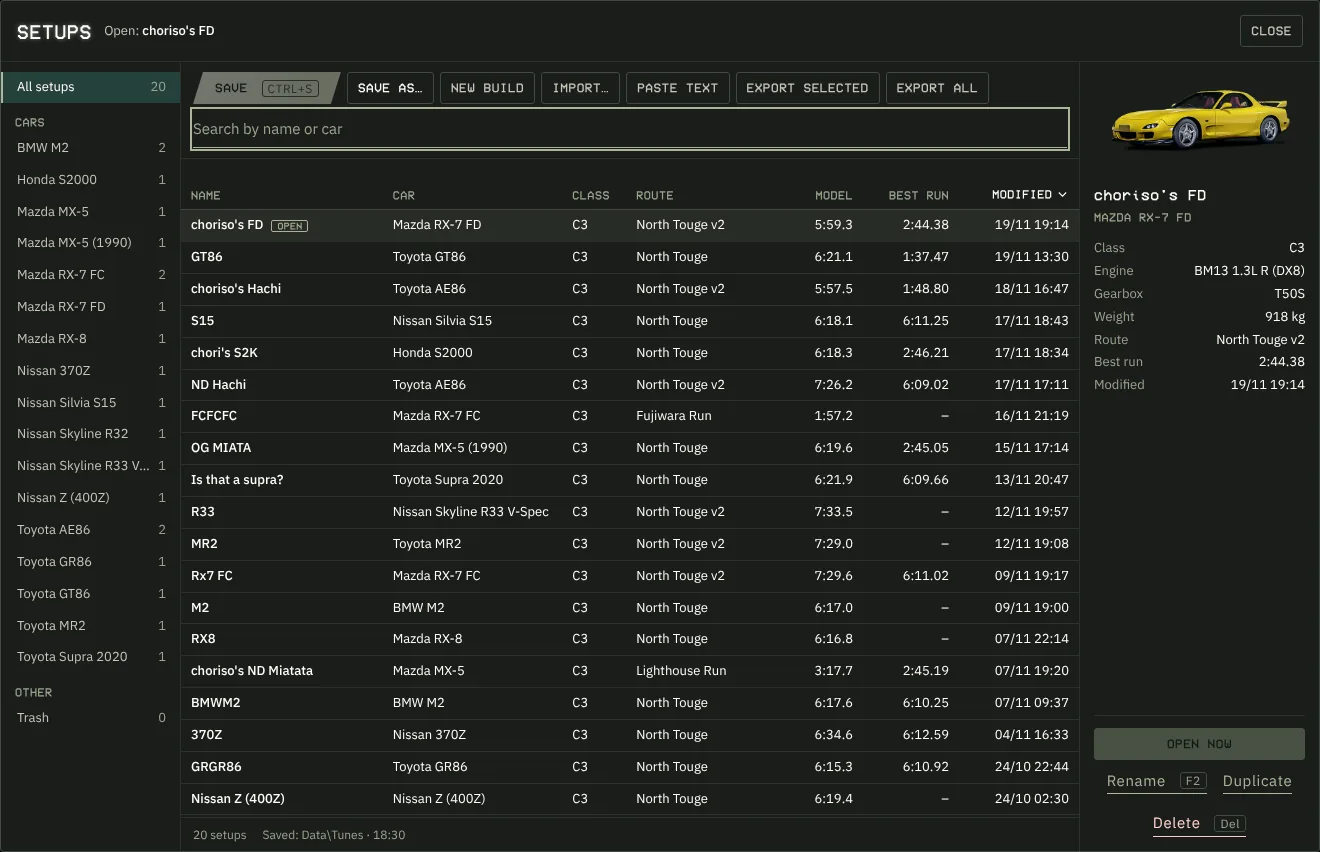 SETUPS Open: choriso's FD CLOSE
All setups 20
CARS
BMW M2 2
Honda S2000 1
Mazda MX-5 1
Mazda MX-5 (1990) 1
Mazda RX-7 FC 2
Mazda RX-7 FD 1
Mazda RX-8 1
Nissan 370Z 1
Nissan Silvia S15 1
Nissan Skyline R32 1
Nissan Skyline R33 V... 1
Nissan Z (400Z) 1
Toyota AE86 2
Toyota GR86 1
Toyota GT86 1
Toyota MR2 1
Toyota Supra 2020 1
OTHER
Trash 0
SAVE CTRL+S SAVE AS... NEW BUILD IMPORT... PASTE TEXT EXPORT SELECTED EXPORT ALL
Search by name or car
NAME CAR CLASS ROUTE MODEL BEST RUN MODIFIED
choriso's FD OPEN Mazda RX-7 FD C3 North Touge v2 5:59.3 2:44.38 19/11 19:14
GT86 Toyota GT86 C3 North Touge 6:21.1 1:37.47 19/11 13:30
choriso's Hachi Toyota AE86 C3 North Touge v2 5:57.5 1:48.80 18/11 16:47
S15 Nissan Silvia S15 C3 North Touge 6:18.1 6:11.25 17/11 18:43
chori's S2K Honda S2000 C3 North Touge 6:18.3 2:46.21 17/11 18:34
ND Hachi Toyota AE86 C3 North Touge v2 7:26.2 6:09.02 17/11 17:11
FCFCFC Mazda RX-7 FC C3 Fujiwara Run 1:57.2 – 16/11 21:19
OG MIATA Mazda MX-5 (1990) C3 North Touge 6:19.6 2:45.05 15/11 17:14
Is that a supra? Toyota Supra 2020 C3 North Touge 6:21.9 6:09.66 13/11 20:47
R33 Nissan Skyline R33 V-Spec C3 North Touge v2 7:33.5 – 12/11 19:57
MR2 Toyota MR2 C3 North Touge v2 7:29.0 – 12/11 19:08
Rx7 FC Mazda RX-7 FC C3 North Touge v2 7:29.6 6:11.02 09/11 19:17
M2 BMW M2 C3 North Touge 6:17.0 – 09/11 19:00
RX8 Mazda RX-8 C3 North Touge 6:16.8 – 07/11 22:14
choriso's ND Miatata Mazda MX-5 C3 Lighthouse Run 3:17.7 2:45.19 07/11 19:20
BMWM2 BMW M2 C3 North Touge 6:17.6 6:10.25 07/11 09:37
370Z Nissan 370Z C3 North Touge 6:34.6 6:12.59 04/11 16:33
GRGR86 Toyota GR86 C3 North Touge 6:15.3 6:10.92 24/10 22:44
Nissan Z (400Z) Nissan Z (400Z) C3 North Touge 6:19.4 – 24/10 02:30
20 setups Saved: Data\Tunes · 18:30
choriso's FD
MAZDA RX-7 FD
Class C3
Engine BM13 1.3L R (DX8)
Gearbox T50S
Weight 918 kg
Route North Touge v2
Best run 2:44.38
Modified 19/11 19:14
OPEN NOW
Rename F2 Duplicate
Delete Del